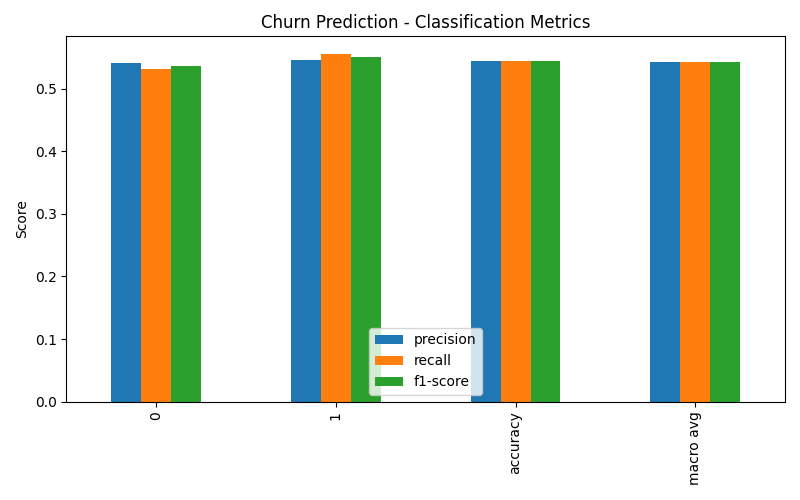 Churn Prediction - Classification Metrics
Score
0.5
0.4
0.3
0.2
0.1
0.0
precision
recall
f1-score
0
1
accuracy
macro avg